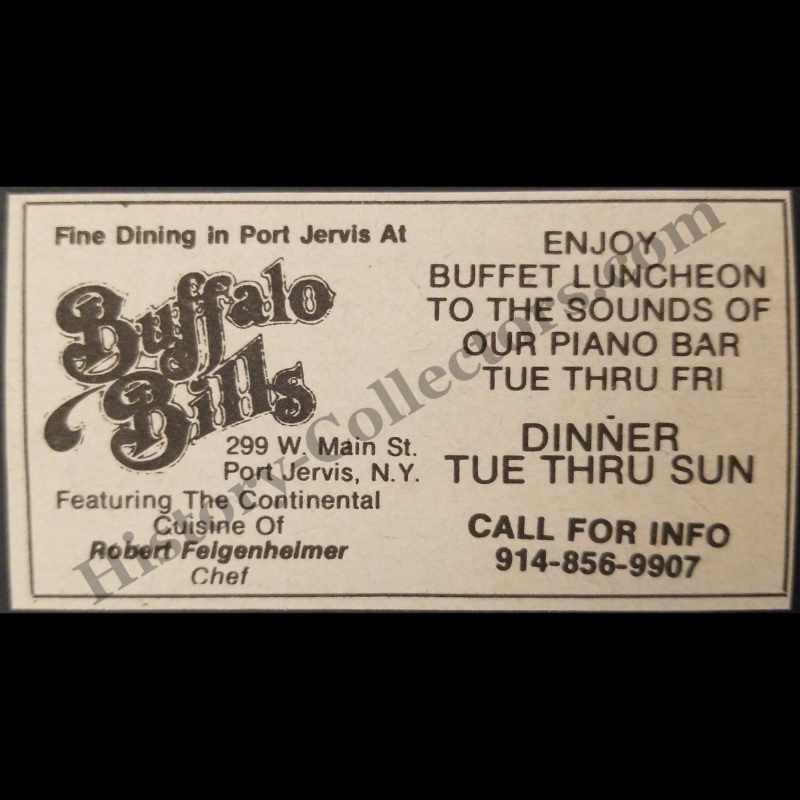 Fine Dining in Port Jervis At
Buffalo
Bills
299 W. Main St.
Port Jervis, N.Y.
Featuring The Continental
Cuisine Of
Robert Feigenheimer
Chef
ENJOY
BUFFET LUNCHEON
TO THE SOUNDS OF
OUR PIANO BAR
TUE THRU FRI
DINNER
TUE THRU SUN
CALL FOR INFO
914-856-9907
History-Collectors.com